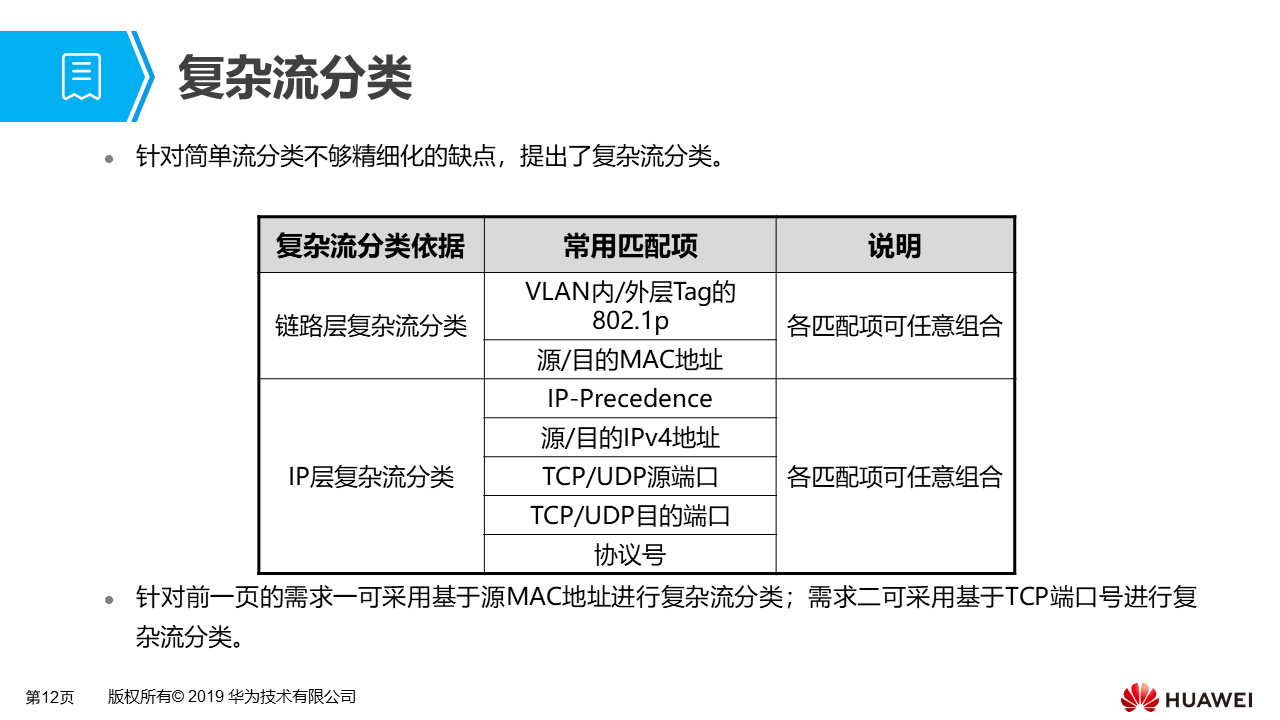 复杂流分类
针对简单流分类不够精细化的缺点，提出了复杂流分类。
复杂流分类依据 常用匹配项 说明
链路层复杂流分类
VLAN内/外层Tag的
802.1p
源/目的MAC地址
各匹配项可任意组合
IP层复杂流分类
IP-Precedence
源/目的IPv4地址
TCP/UDP源端口
TCP/UDP目的端口
协议号
各匹配项可任意组合
针对前一页的需求一可采用基于源MAC地址进行复杂流分类；需求二可采用基于TCP端口号进行复
杂流分类。
第12页 版权所有© 2019 华为技术有限公司
HUAWEI